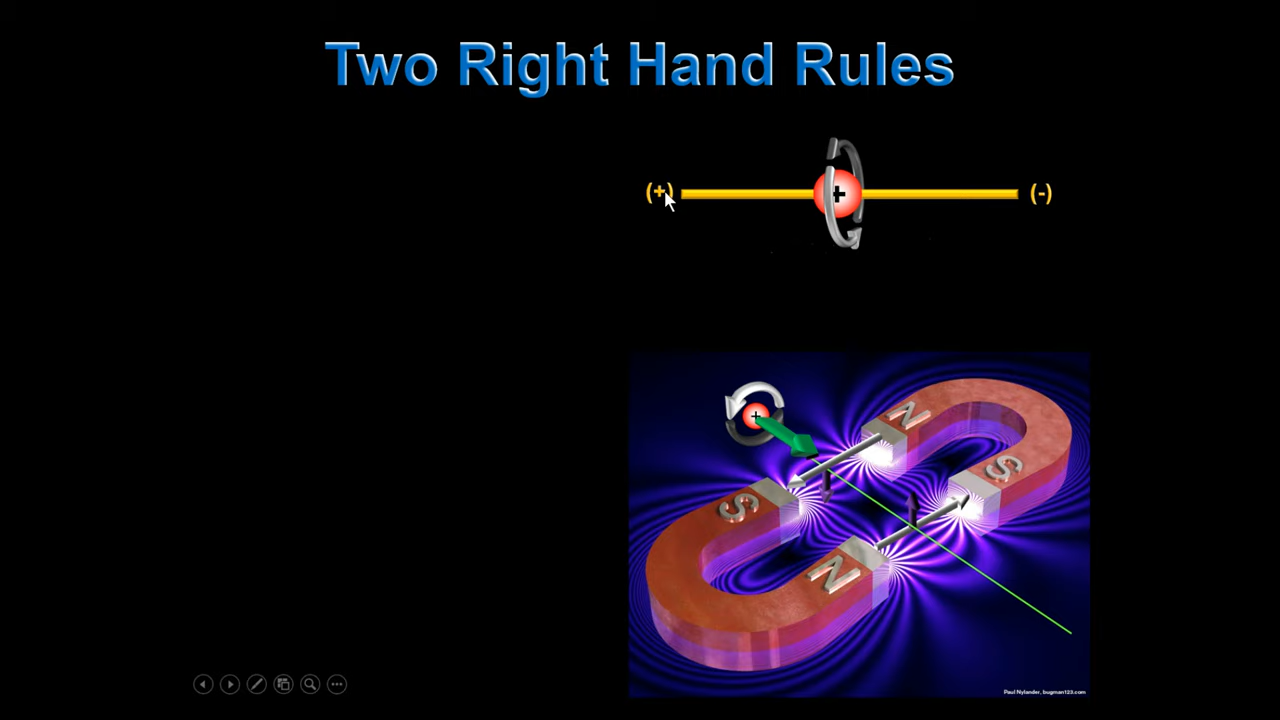 Two Right Hand Rules
(+) + (-)
+
N
S
S
N
Paul Nylander, bugman123.com